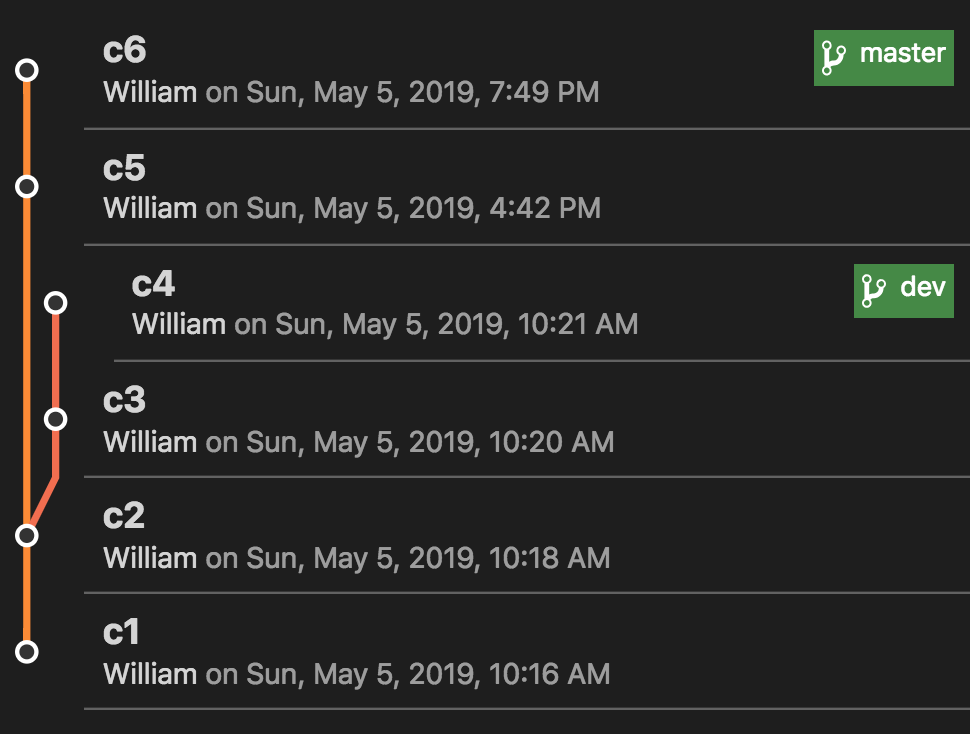 c6
master
William on Sun, May 5, 2019, 7:49 PM
c5
William on Sun, May 5, 2019, 4:42 PM
c4
dev
William on Sun, May 5, 2019, 10:21 AM
c3
William on Sun, May 5, 2019, 10:20 AM
c2
William on Sun, May 5, 2019, 10:18 AM
c1
William on Sun, May 5, 2019, 10:16 AM